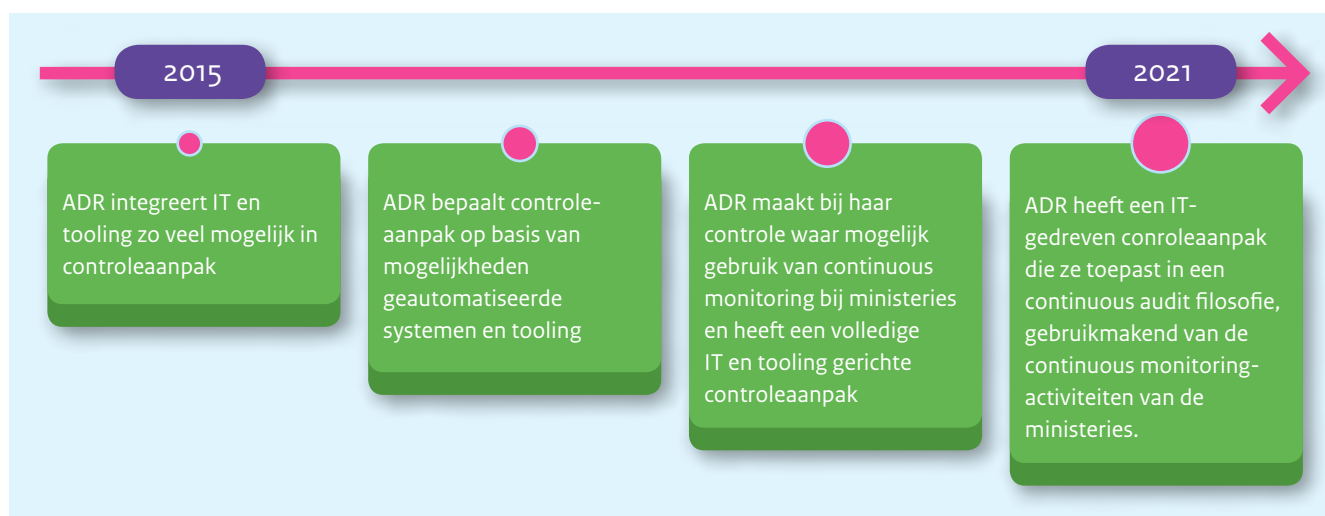 2015
2021
ADR integreert IT en
tooling zo veel mogelijk in
controleaanpak
ADR bepaalt controle-
aanpak op basis van
mogelijkheden
geautomatiseerde
systemen en tooling
ADR maakt bij haar
controle waar mogelijk
gebruik van continuous
monitoring bij ministeries
en heeft een volledige
IT en tooling gerichte
controleaanpak
ADR heeft een IT-
gedreven conroleaanpak
die ze toepast in een
continuous audit filosofie,
gebruikmakend van de
continuous monitoring-
activiteiten van de
ministeries.